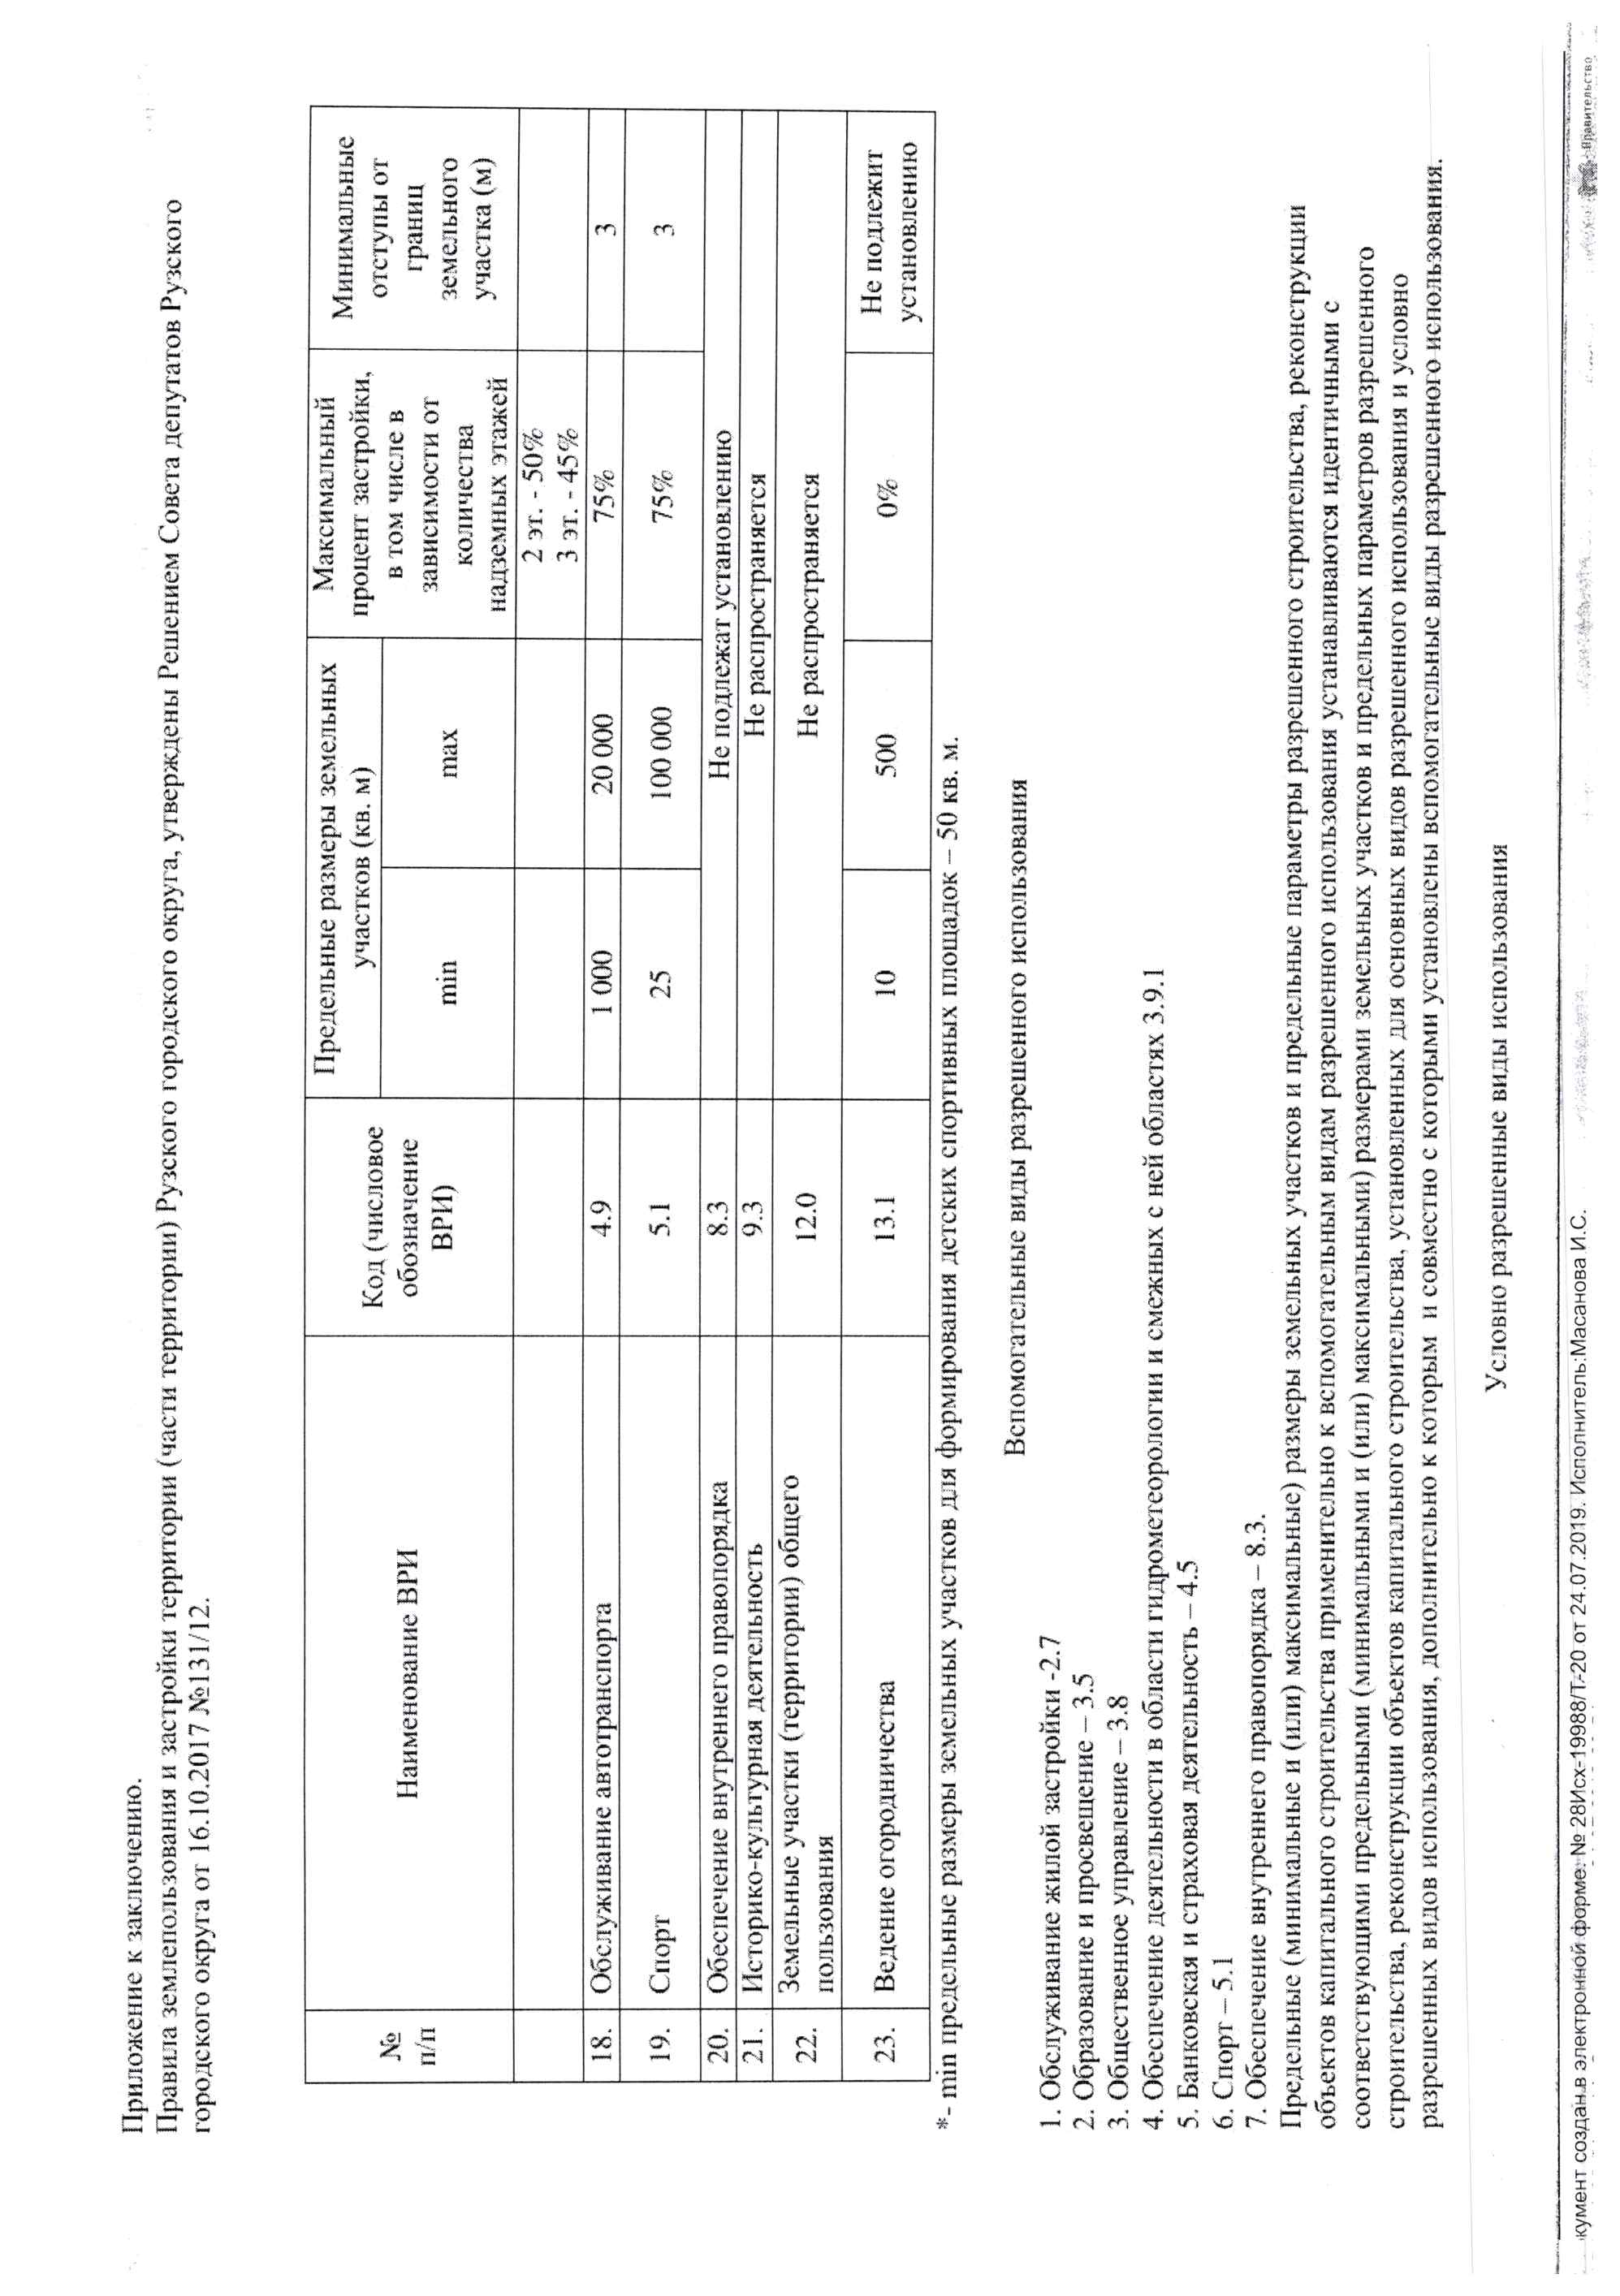 Приложение к заключению.
Правила землепользования и застройки территории (части территории) Рузского городского округа, утверждены Решением Совета депутатов Рузского
городского округа от 16.10.2017 №131/12.
№
п/п
Наименование ВРИ
Код (числовое
обозначение
ВРИ)
Предельные размеры земельных
участков (кв. м)
min
max
Максимальный
процент застройки,
в том числе в
зависимости от
количества
надземных этажей
Минимальные
отступы от
границ
земельного
участка (м)
2 эт. - 50%
3 эт. - 45%
18. Обслуживание автотранспорта 4.9 1 000 20 000 75% 3
19. Спорт 5.1 25 100 000 75% 3
20. Обеспечение внутреннего правопорядка 8.3 Не подлежат установлению
21. Историко-культурная деятельность 9.3 Не распространяется
22. Земельные участки (территории) общего
пользования 12.0 Не распространяется
23. Ведение огородничества 13.1 10 500 0% Не подлежит
установлению
*- min предельные размеры земельных участков для формирования детских спортивных площадок – 50 кв. м.
Вспомогательные виды разрешенного использования
1. Обслуживание жилой застройки -2.7
2. Образование и просвещение – 3.5
3. Общественное управление – 3.8
4. Обеспечение деятельности в области гидрометеорологии и смежных с ней областях 3.9.1
5. Банковская и страховая деятельность – 4.5
6. Спорт – 5.1
7. Обеспечение внутреннего правопорядка – 8.3.
Предельные (минимальные и (или) максимальные) размеры земельных участков и предельные параметры разрешенного строительства, реконструкции
объектов капитального строительства применительно к вспомогательным видам разрешенного использования устанавливаются идентичными с
соответствующими предельными (минимальными и (или) максимальными) размерами земельных участков и предельных параметров разрешенного
строительства, реконструкции объектов капитального строительства, установленных для основных видов разрешенного использования и условно
разрешенных видов использования, дополнительно к которым и совместно с которыми установлены вспомогательные виды разрешенного использования.
Условно разрешенные виды использования
кумент создан в электронной форме. № 28Исх-19988/Т-20 от 24.07.2019. Исполнитель:Масанова И.С.
Правительство